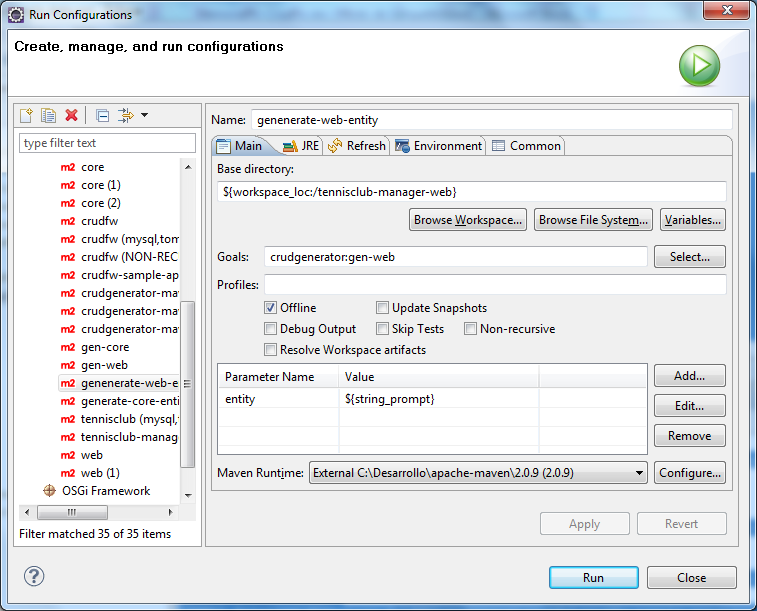 Run Configurations
Create, manage, and run configurations
type filter text
m2 core
m2 core (1)
m2 core (2)
m2 crudfw
m2 crudfw (mysql,tom
m2 crudfw (NON-REC
m2 crudfw-sample-ap
m2 crudgenerator-ma
m2 crudgenerator-ma
m2 crudgenerator-ma
m2 gen-core
m2 gen-web
m2 genenerate-web-e
m2 generate-core-enti
m2 tennisclub (mysql,t
m2 tennisclub-manag
m2 web
m2 web (1)
OSGi Framework
Filter matched 35 of 35 items
Name: genenerate-web-entity
Main JRE Refresh Environment Common
Base directory:
${workspace_loc:/tennisclub-manager-web}
Browse Workspace... Browse File System... Variables...
Goals: crudgenerator:gen-web Select...
Profiles:
Offline Update Snapshots
Debug Output Skip Tests Non-recursive
Resolve Workspace artifacts
Parameter Name Value Add...
entity ${string_prompt}
Edit...
Remove
Maven Runtime: External C:\Desarrollo\apache-maven\2.0.9 (2.0.9) Configure...
Apply Revert
? Run Close